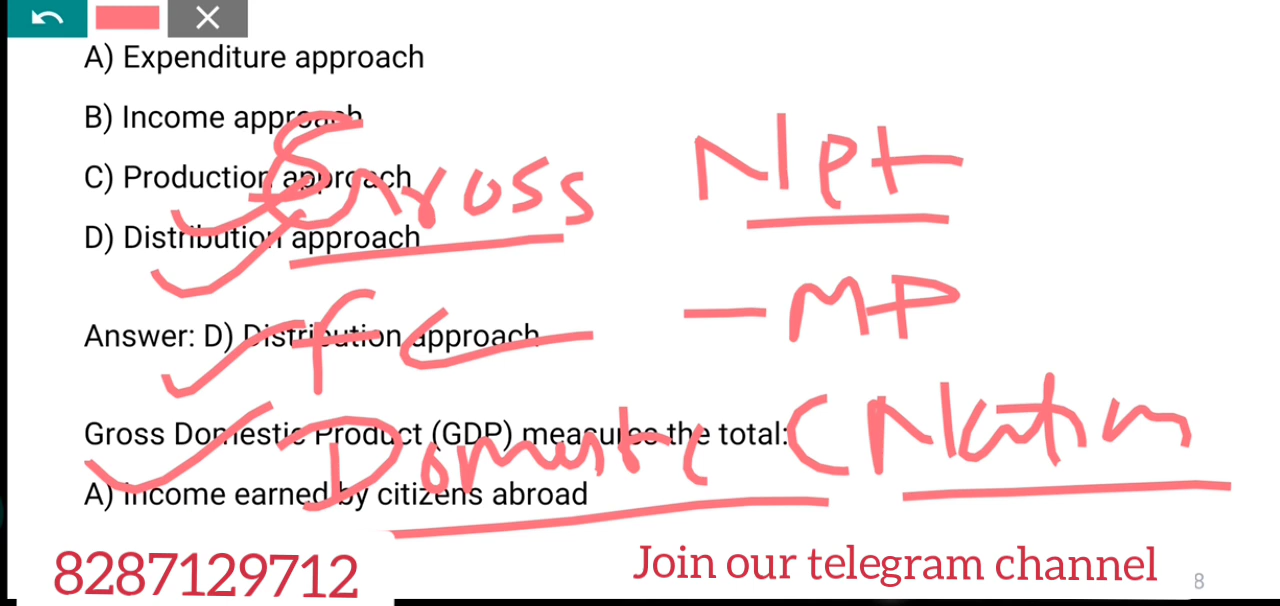 A) Expenditure approach
B) Income approach
C) Production approach
Gross Net
D) Distribution approach
FC - MP
Answer: D) Distribution approach
Gross Domestic Product (GDP) measures the total:
Domestic (Nation
A) Income earned by citizens abroad
8287129712 Join our telegram channel
8